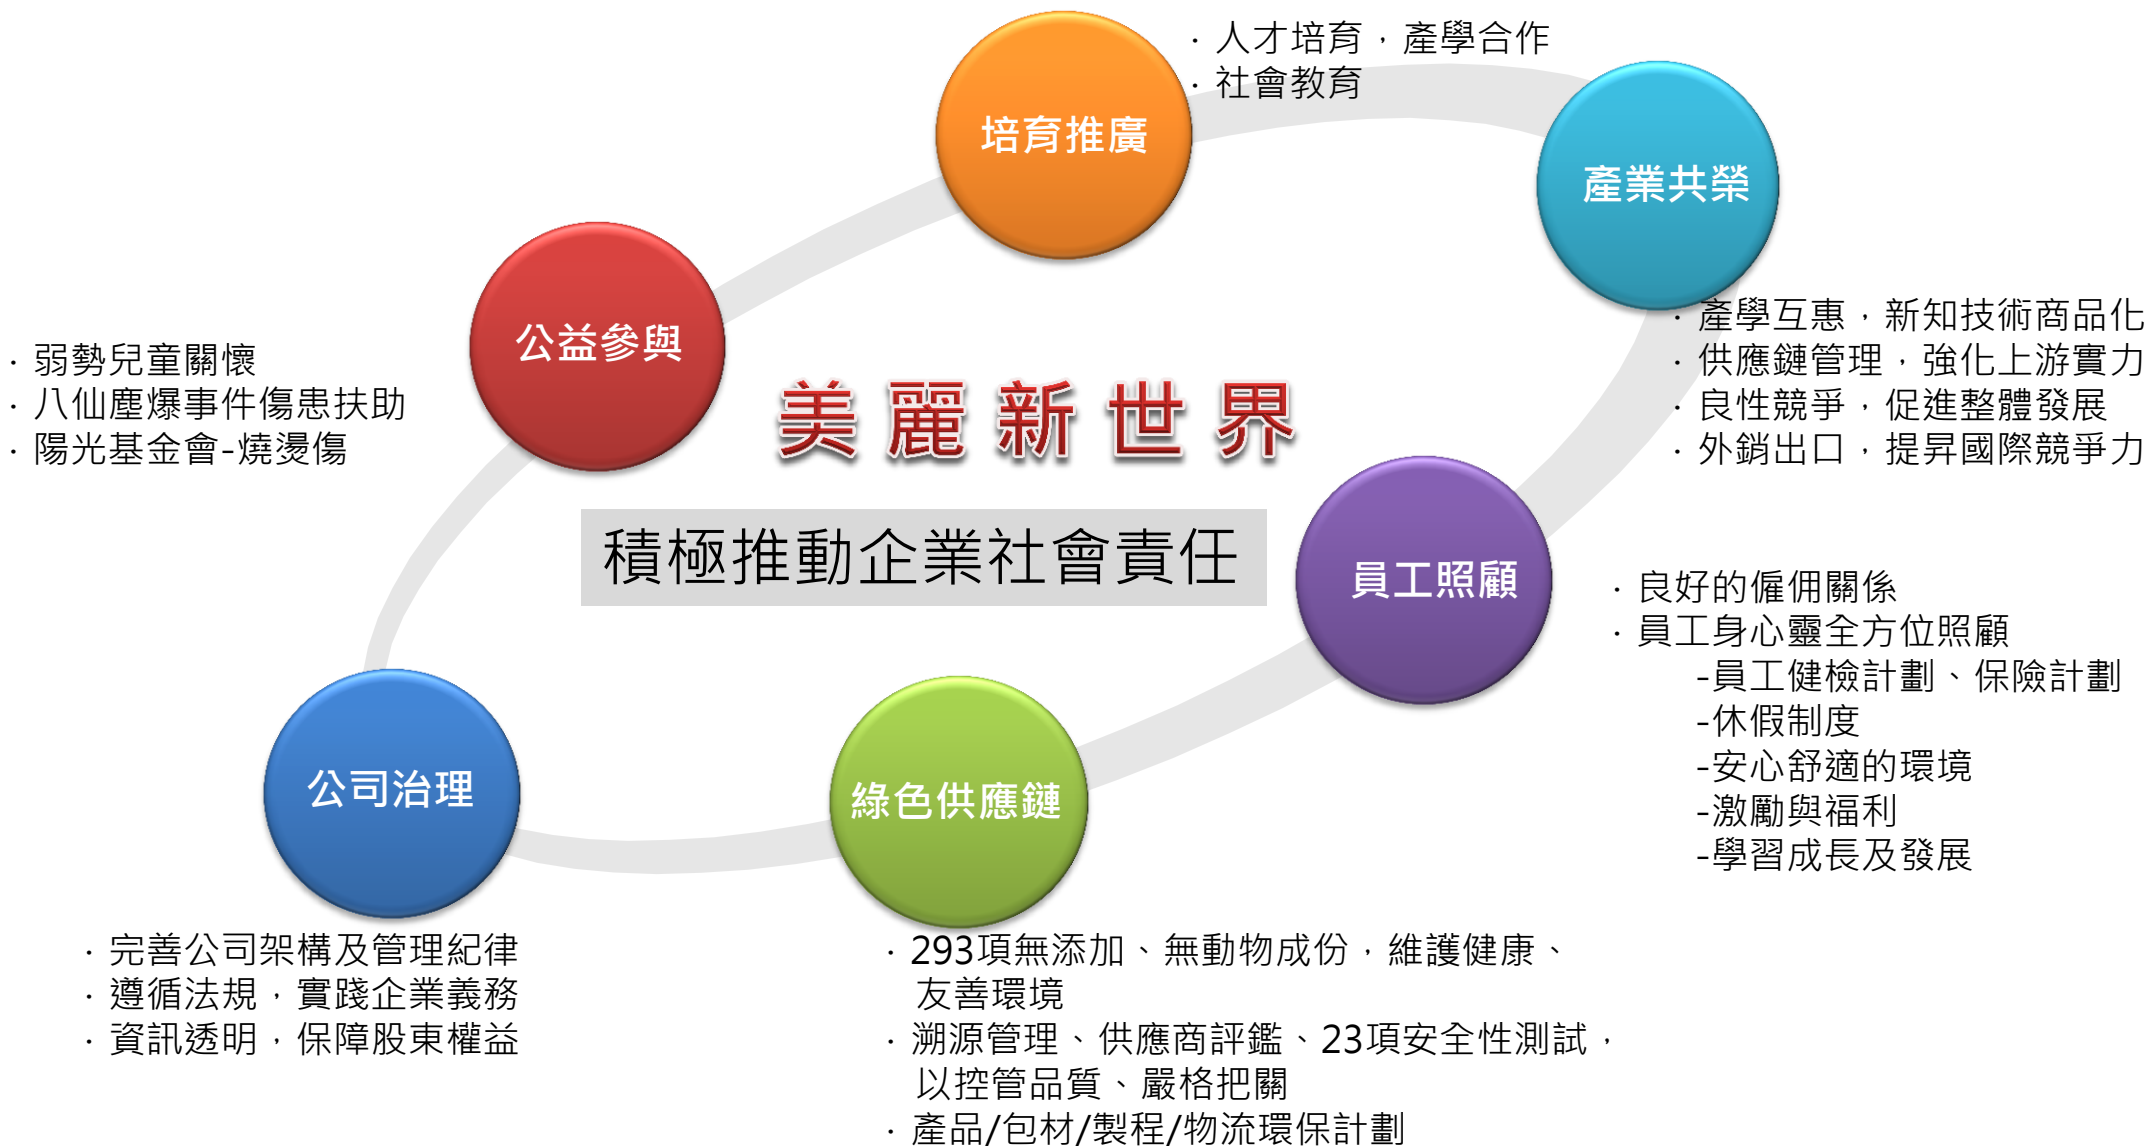 · 人才培育，產學合作
· 社會教育
培育推廣
產業共榮
公益參與
· 弱勢兒童關懷
· 八仙塵爆事件傷患扶助
· 陽光基金會-燒燙傷
· 產學互惠，新知技術商品化
· 供應鏈管理，強化上游實力
· 良性競爭，促進整體發展
· 外銷出口，提昇國際競爭力
美麗新世界
積極推動企業社會責任
員工照顧
· 良好的僱佣關係
· 員工身心靈全方位照顧
-員工健檢計劃、保險計劃
-休假制度
-安心舒適的環境
-激勵與福利
-學習成長及發展
公司治理
綠色供應鏈
· 完善公司架構及管理紀律
· 遵循法規，實踐企業義務
· 資訊透明，保障股東權益
· 293項無添加、無動物成份，維護健康、
友善環境
· 溯源管理、供應商評鑑、23項安全性測試，
以控管品質、嚴格把關
· 產品/包材/製程/物流環保計劃